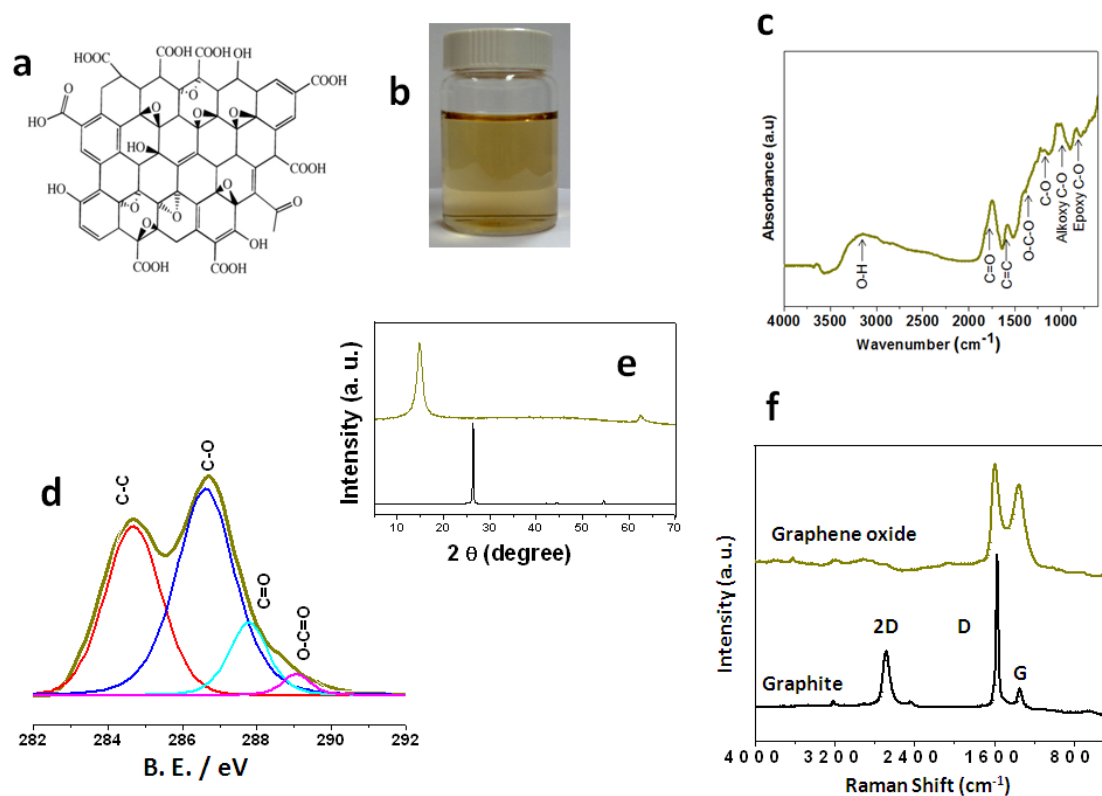 a
HOOC
COOH
COOH
OH
COOH
O
HO
O
O
O
O
O
HO
COOH
HO
O
O
O
O
O
O
OH
COOH
COOH
b
c
Absorbance (a.u)
O-H
C=O
C=C
O-C-O
C-O
Alkoxy C-O
Epoxy C-O
4000 3500 3000 2500 2000 1500 1000
Wavenumber (cm⁻¹)
d
C-C
C-O
C=O
O-C=O
282 284 286 288 290 292
B. E. / eV
e
Intensity (a. u.)
10 20 30 40 50 60 70
2 θ (degree)
f
Intensity (a. u.)
Graphene oxide
2D
D
G
Graphite
4000 3200 2400 1600 800
Raman Shift (cm⁻¹)